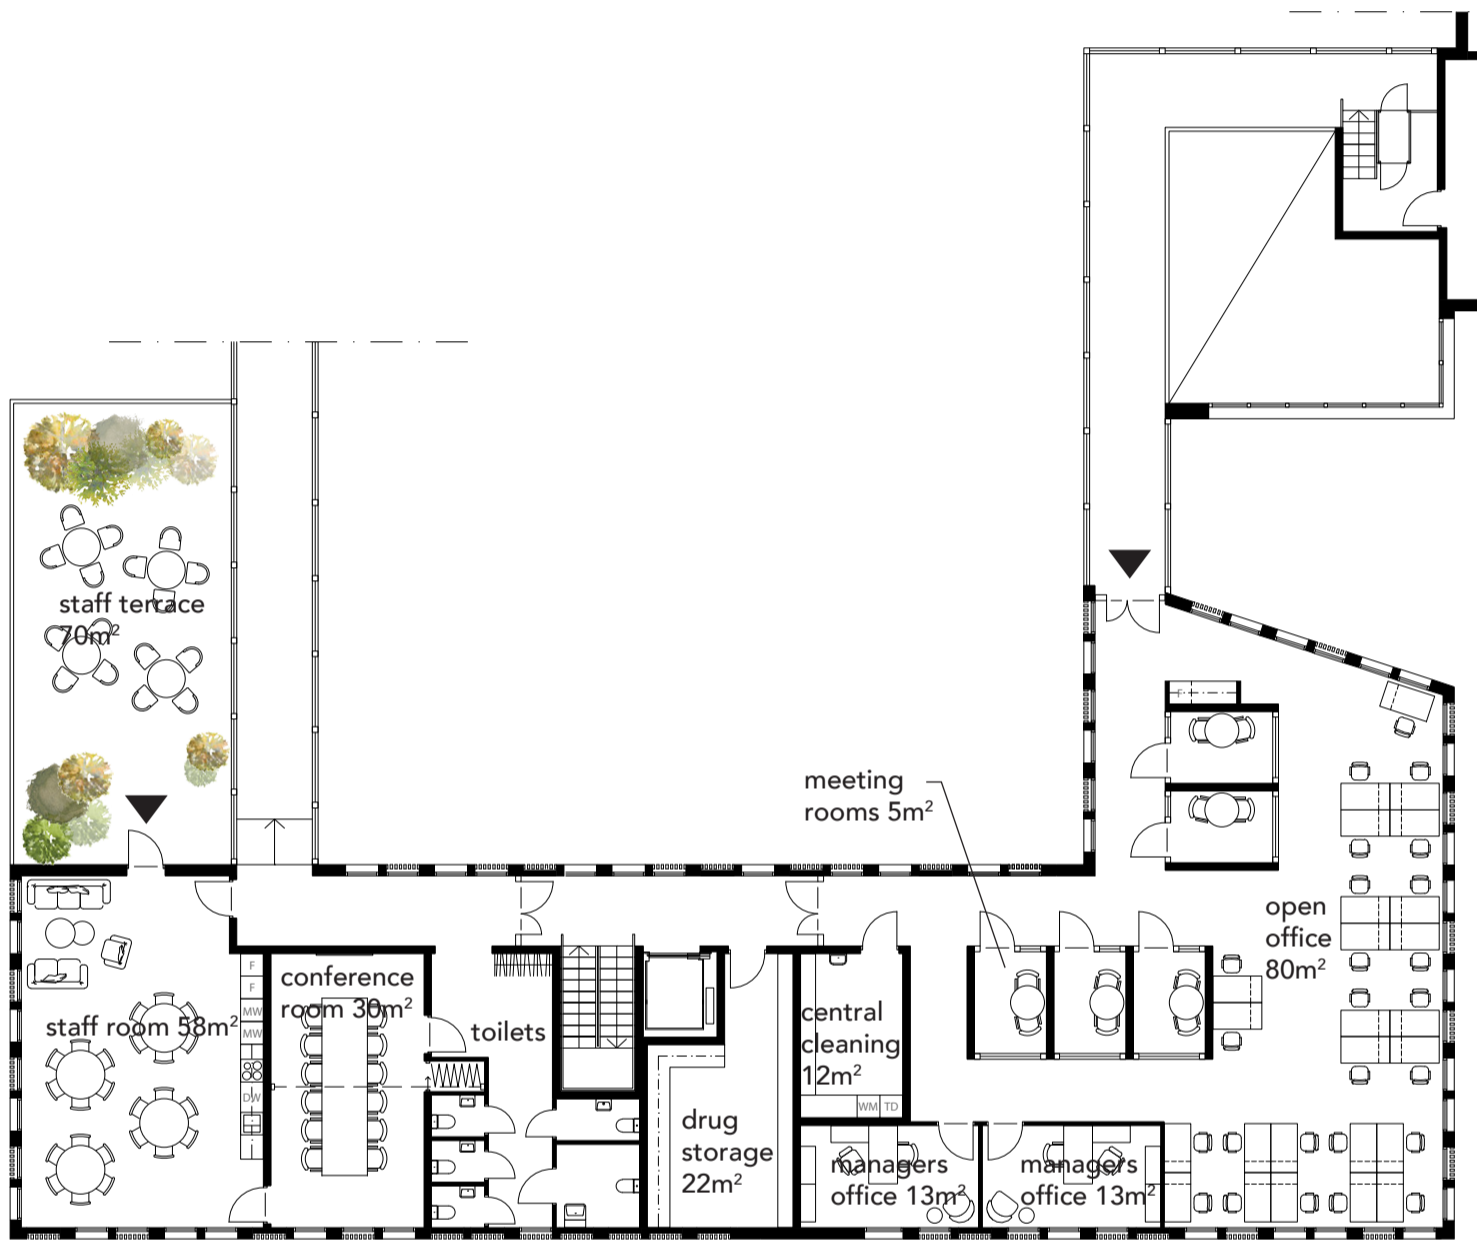 staff terrace
70m²
meeting
rooms 5m²
F
open
office
80m²
conference
room 30m²
F
F
MW
MW
DW
staff room 58m²
toilets
central
cleaning
12m²
WM
TD
drug
storage
22m²
managers
office 13m²
managers
office 13m²